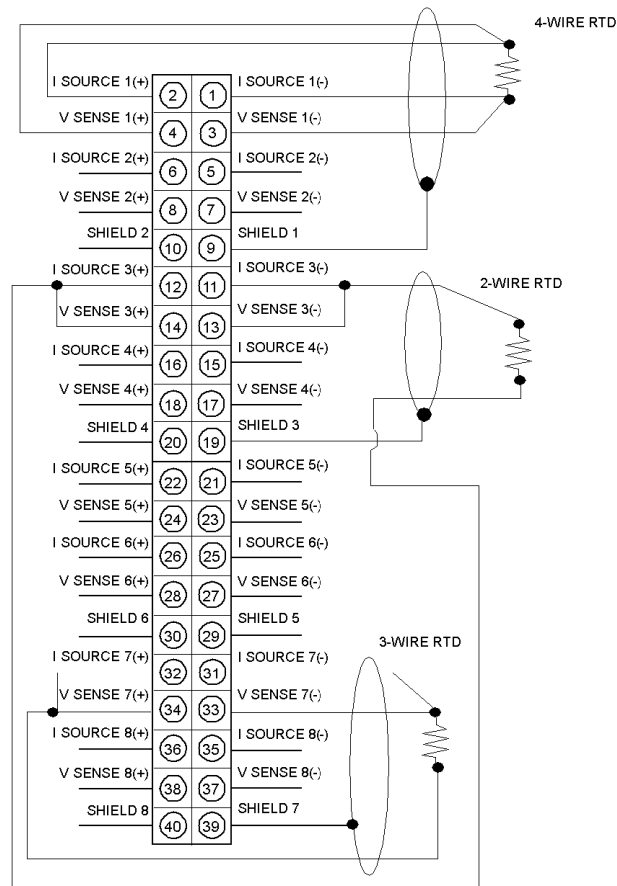 4-WIRE RTD
I SOURCE 1(+) 2 1 I SOURCE 1(-)
V SENSE 1(+) 4 3 V SENSE 1(-)
I SOURCE 2(+) 6 5 I SOURCE 2(-)
V SENSE 2(+) 8 7 V SENSE 2(-)
SHIELD 2 10 9 SHIELD 1
I SOURCE 3(+) 12 11 I SOURCE 3(-)
2-WIRE RTD
V SENSE 3(+) 14 13 V SENSE 3(-)
I SOURCE 4(+) 16 15 I SOURCE 4(-)
V SENSE 4(+) 18 17 V SENSE 4(-)
SHIELD 4 20 19 SHIELD 3
I SOURCE 5(+) 22 21 I SOURCE 5(-)
V SENSE 5(+) 24 23 V SENSE 5(-)
I SOURCE 6(+) 26 25 I SOURCE 6(-)
V SENSE 6(+) 28 27 V SENSE 6(-)
SHIELD 6 30 29 SHIELD 5
3-WIRE RTD
I SOURCE 7(+) 32 31 I SOURCE 7(-)
V SENSE 7(+) 34 33 V SENSE 7(-)
I SOURCE 8(+) 36 35 I SOURCE 8(-)
V SENSE 8(+) 38 37 V SENSE 8(-)
SHIELD 8 40 39 SHIELD 7